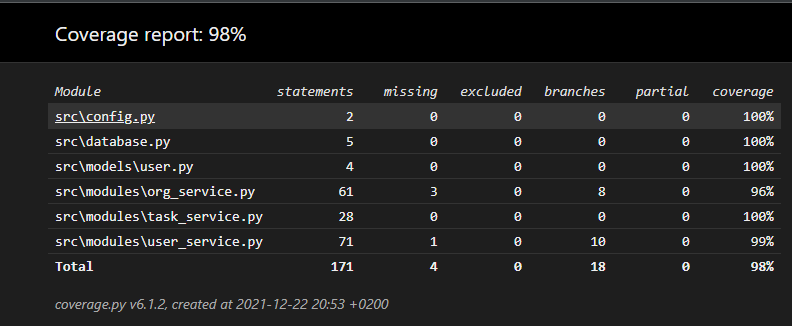 Coverage report: 98%
Module statements missing excluded branches partial coverage
src\config.py 2 0 0 0 0 100%
src\database.py 5 0 0 0 0 100%
src\models\user.py 4 0 0 0 0 100%
src\modules\org_service.py 61 3 0 8 0 96%
src\modules\task_service.py 28 0 0 0 0 100%
src\modules\user_service.py 71 1 0 10 0 99%
Total 171 4 0 18 0 98%
coverage.py v6.1.2, created at 2021-12-22 20:53 +0200